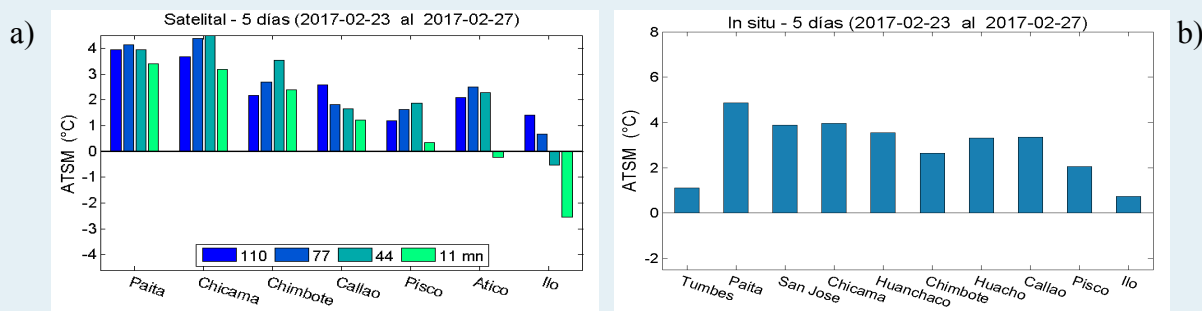 a)
Satelital - 5 días (2017-02-23 al 2017-02-27)
ATSM (°C)
4
3
2
1
0
-1
-2
-3
-4
110 77 44 11 mn
Paita Chicama Chimbote Callao Pisco Atico Ilo
b)
In situ - 5 días (2017-02-23 al 2017-02-27)
ATSM (°C)
8
6
4
2
0
-2
Tumbes Paita San Jose Chicama Huanchaco Chimbote Huacho Callao Pisco Ilo